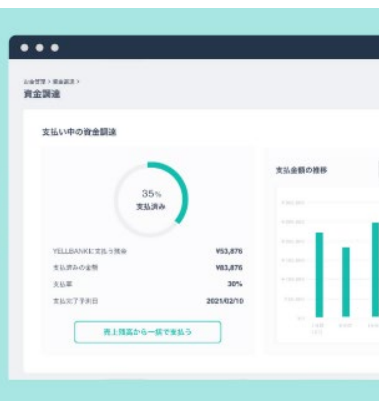 資金調達
支払い中の資金調達
35%
支払済み
YELLBANKに支払う残金 ¥53,876
支払済みの金額 ¥83,876
支払率 30%
支払完了予定日 2021/02/10
売上残高から一括で支払う
支払金額の推移